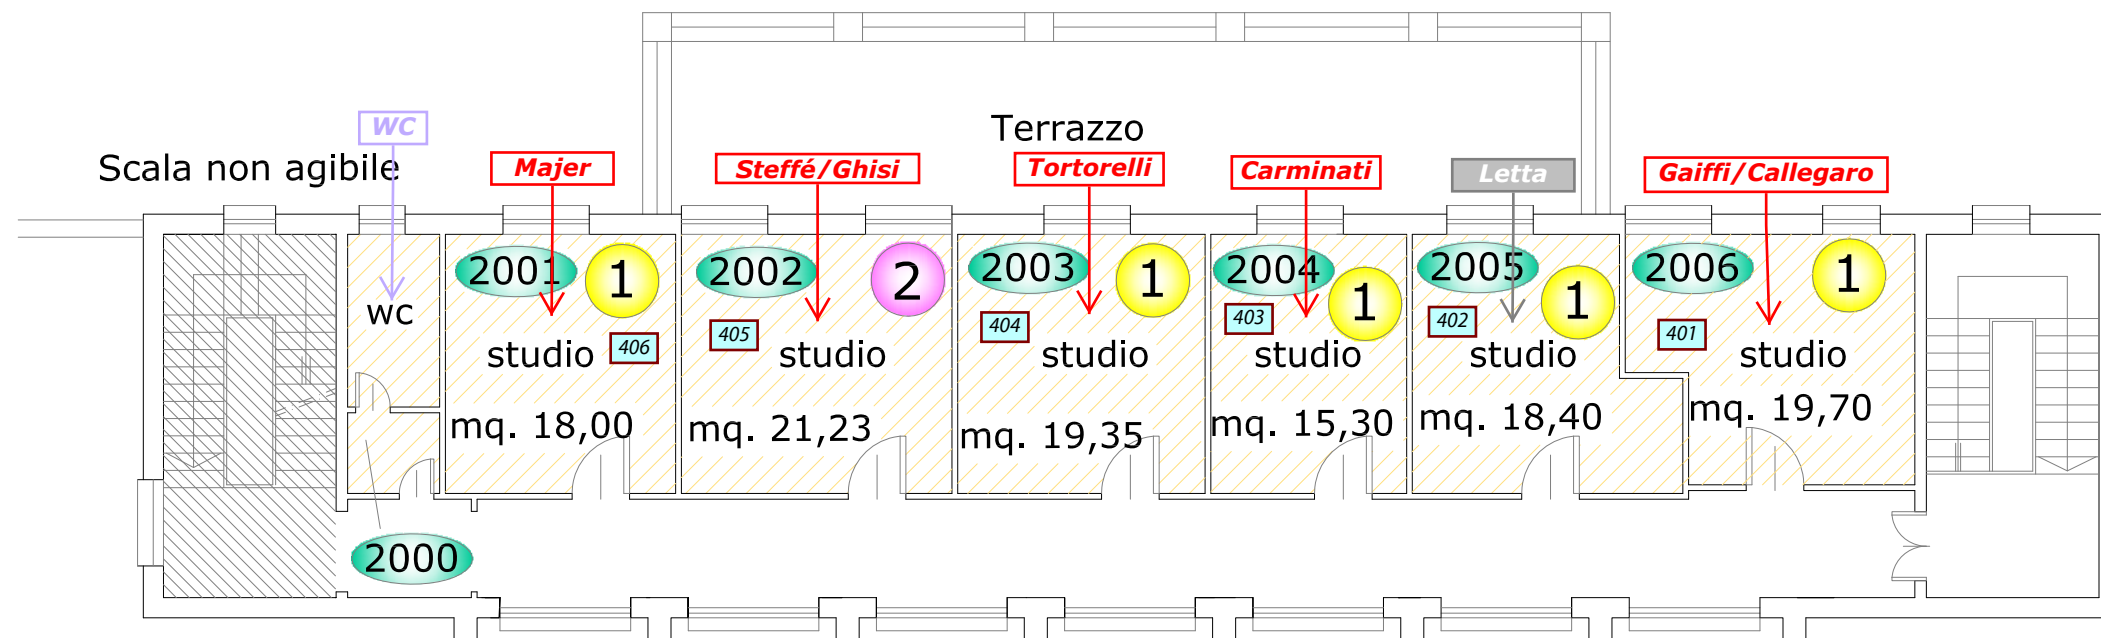 Terrazzo
WC
Scala non agibile
Majer
Steffé/Ghisi
Tortorelli
Carminati
Letta
Gaiffi/Callegaro
wc
2001
1
406
studio
mq. 18,00
2002
2
405
studio
mq. 21,23
2003
1
404
studio
mq. 19,35
2004
1
403
studio
mq. 15,30
2005
1
402
studio
mq. 18,40
2006
1
401
studio
mq. 19,70
2000